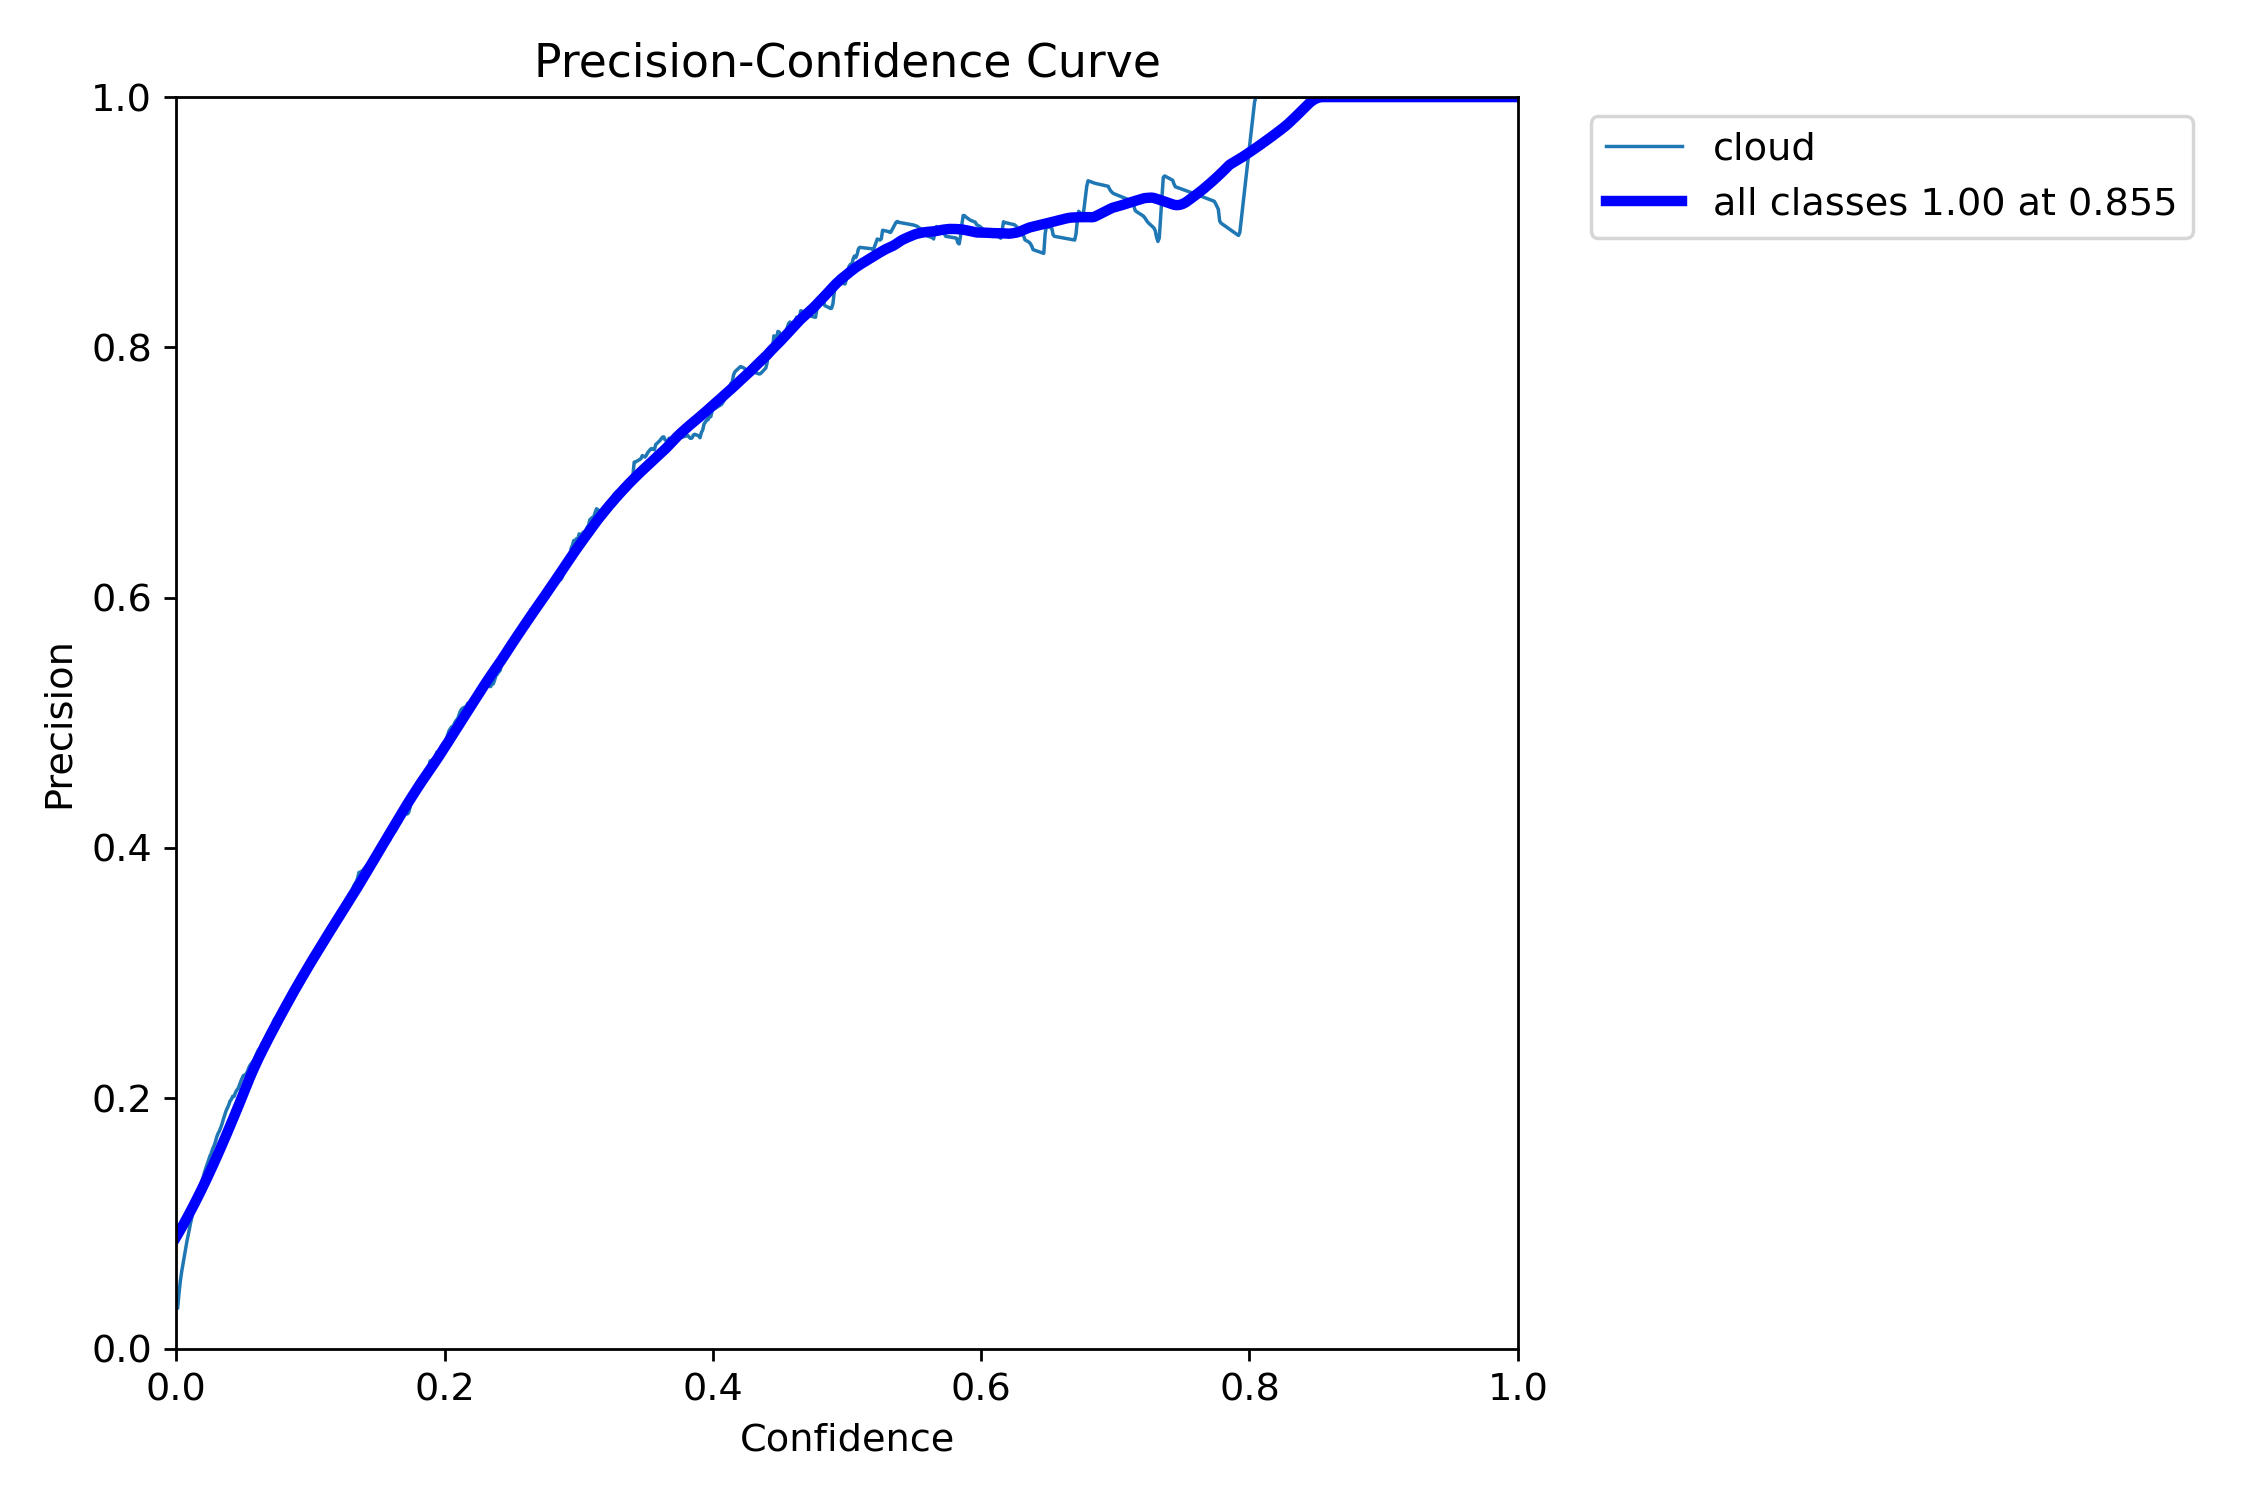 Precision-Confidence Curve
1.0
0.8
0.6
0.4
0.2
0.0
Precision
0.0 0.2 0.4 0.6 0.8 1.0
Confidence
cloud
all classes 1.00 at 0.855